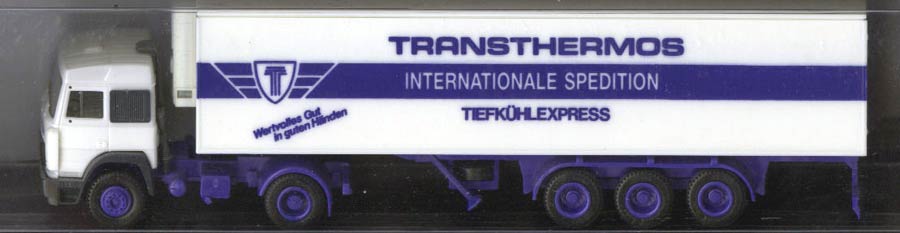 TRANSTHERMOS
INTERNATIONALE SPEDITION
T
Wertvolles Gut
in guten Händen
TIEFKÜHLEXPRESS